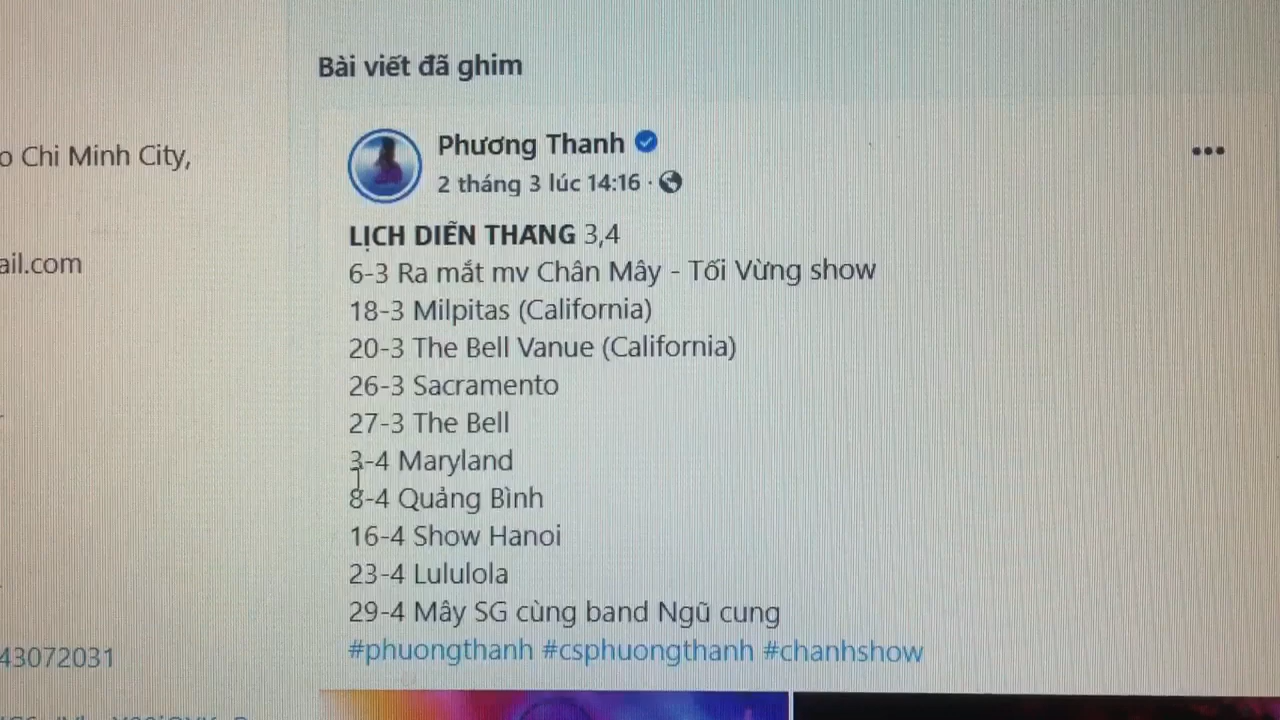 Bài viết đã ghim
o Chi Minh City,
Phương Thanh
2 tháng 3 lúc 14:16 ·
ail.com
LỊCH DIỄN THÁNG 3,4
6-3 Ra mắt mv Chân Mây - Tối Vừng show
18-3 Milpitas (California)
20-3 The Bell Vanue (California)
26-3 Sacramento
27-3 The Bell
3-4 Maryland
8-4 Quảng Bình
16-4 Show Hanoi
23-4 Lululola
29-4 Mây SG cùng band Ngũ cung
#phuongthanh #csphuongthanh #chanhshow
43072031